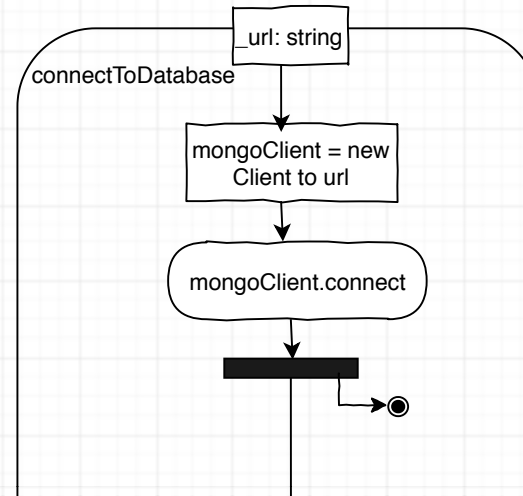 _url: string
connectToDatabase
mongoClient = new
Client to url
mongoClient.connect